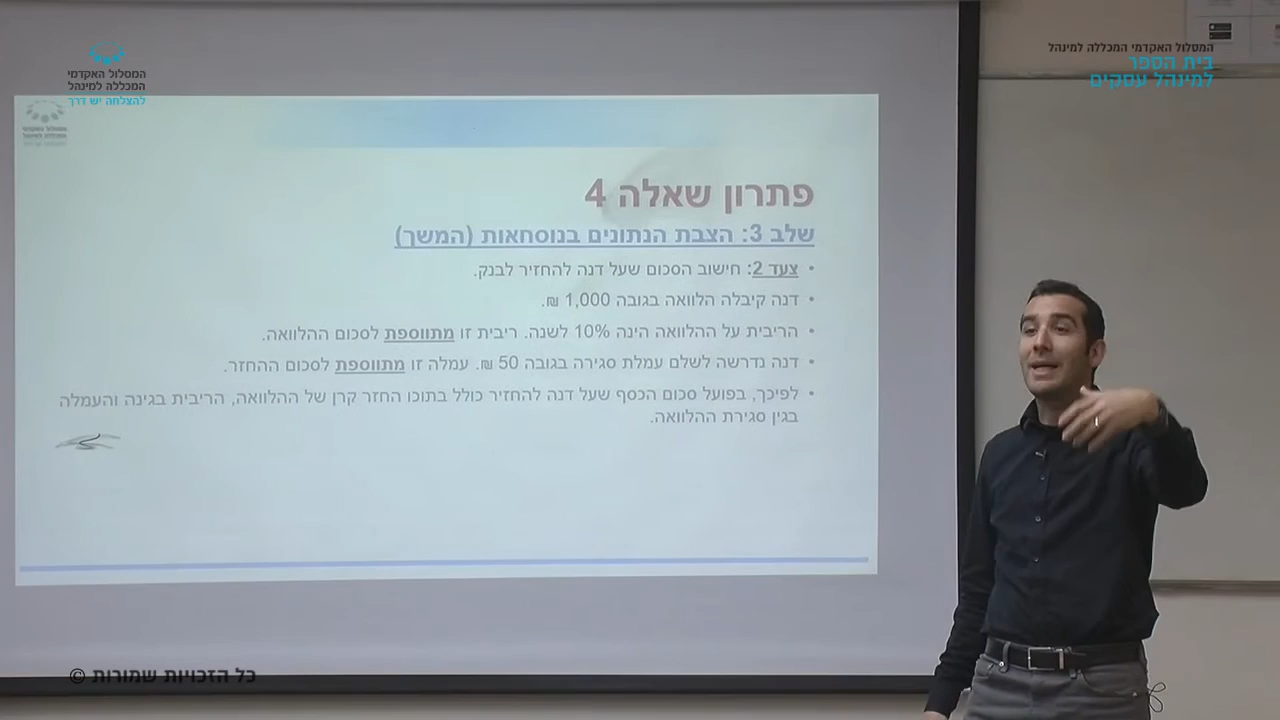 המסלול האקדמי
המכללה למינהל
להצלחה יש דרך
המסלול האקדמי המכללה למינהל
בית הספר
למינהל עסקים
המסלול האקדמי
המכללה למינהל
פתרון שאלה 4
שלב 3: הצבת הנתונים בנוסחאות (המשך)
• צעד 2: חישוב הסכום שעל דנה להחזיר לבנק.
• דנה קיבלה הלוואה בגובה 1,000 ₪.
• הריבית על ההלוואה הינה 10% לשנה. ריבית זו מתווספת לסכום ההלוואה.
• דנה נדרשה לשלם עמלת סגירה בגובה 50 ₪. עמלה זו מתווספת לסכום ההחזר.
• לפיכך, בפועל סכום הכסף שעל דנה להחזיר כולל בתוכו החזר קרן של ההלוואה, הריבית בגינה והעמלה
בגין סגירת ההלוואה.
כל הזכויות שמורות ©